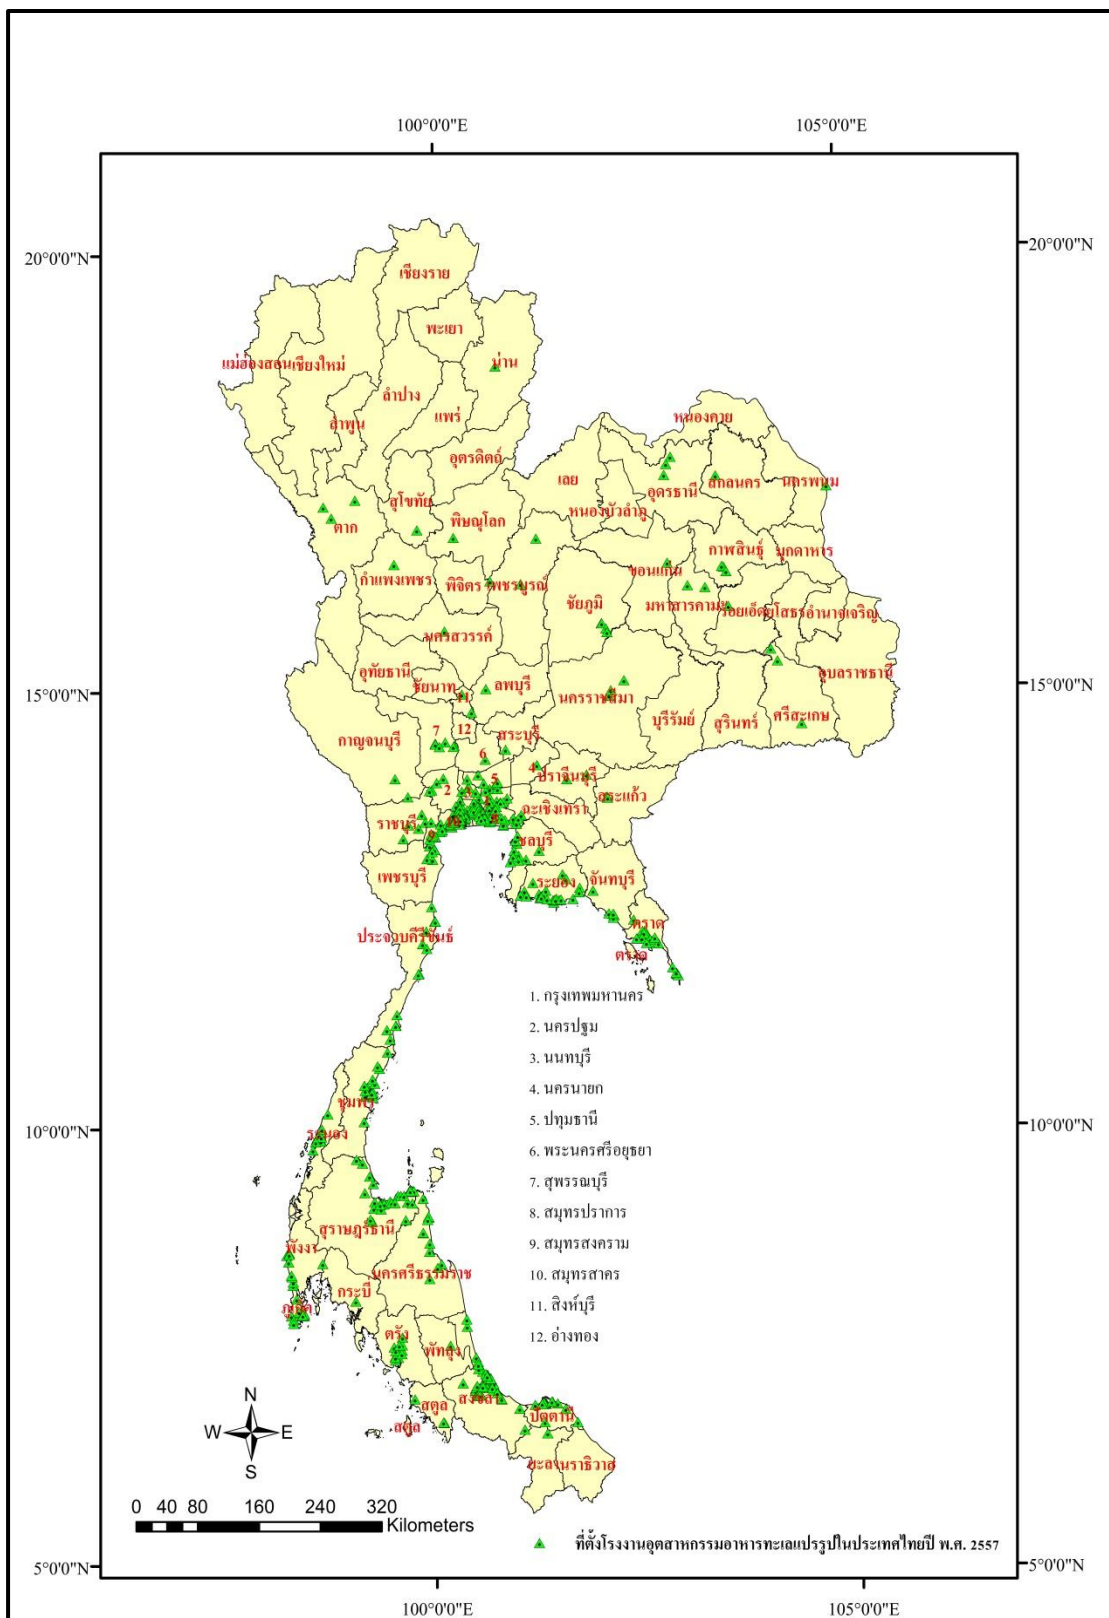 100°0'0"E
105°0'0"E
20°0'0"N
20°0'0"N
เชียงราย
พะเยา
น่าน
แม่ฮ่องสอน
เชียงใหม่
ลำปาง
แพร่
ลำพูน
หนองคาย
อุตรดิตถ์
เลย
สกลนคร
นครพนม
อุดรธานี
สุโขทัย
หนองบัวลำภู
ตาก
พิษณุโลก
กาฬสินธุ์
มุกดาหาร
ขอนแก่น
กำแพงเพชร
พิจิตร
เพชรบูรณ์
ชัยภูมิ
มหาสารคาม
ร้อยเอ็ด
ยโสธร
อำนาจเจริญ
นครสวรรค์
อุทัยธานี
ชัยนาท
ลพบุรี
อุบลราชธานี
15°0'0"N
15°0'0"N
11
นครราชสีมา
บุรีรัมย์
สุรินทร์
ศรีสะเกษ
กาญจนบุรี
7
12
สระบุรี
6
4
ปราจีนบุรี
2
3
5
1
สระแก้ว
ราชบุรี
10
8
ฉะเชิงเทรา
9
ชลบุรี
เพชรบุรี
ระยอง
จันทบุรี
ตราด
ประจวบคีรีขันธ์
ตราด
1. กรุงเทพมหานคร
2. นครปฐม
3. นนทบุรี
4. นครนายก
5. ปทุมธานี
6. พระนครศรีอยุธยา
7. สุพรรณบุรี
8. สมุทรปราการ
9. สมุทรสงคราม
10. สมุทรสาคร
11. สิงห์บุรี
12. อ่างทอง
ชุมพร
10°0'0"N
10°0'0"N
ระนอง
สุราษฎร์ธานี
พังงา
นครศรีธรรมราช
กระบี่
ภูเก็ต
ตรัง
พัทลุง
สงขลา
สตูล
ปัตตานี
สตูล
ยะลา
นราธิวาส
N
W
E
S
0 40 80 160 240 320
Kilometers
ที่ตั้งโรงงานอุตสาหกรรมอาหารทะเลแปรรูปในประเทศไทยปี พ.ศ. 2557
5°0'0"N
5°0'0"N
100°0'0"E
105°0'0"E